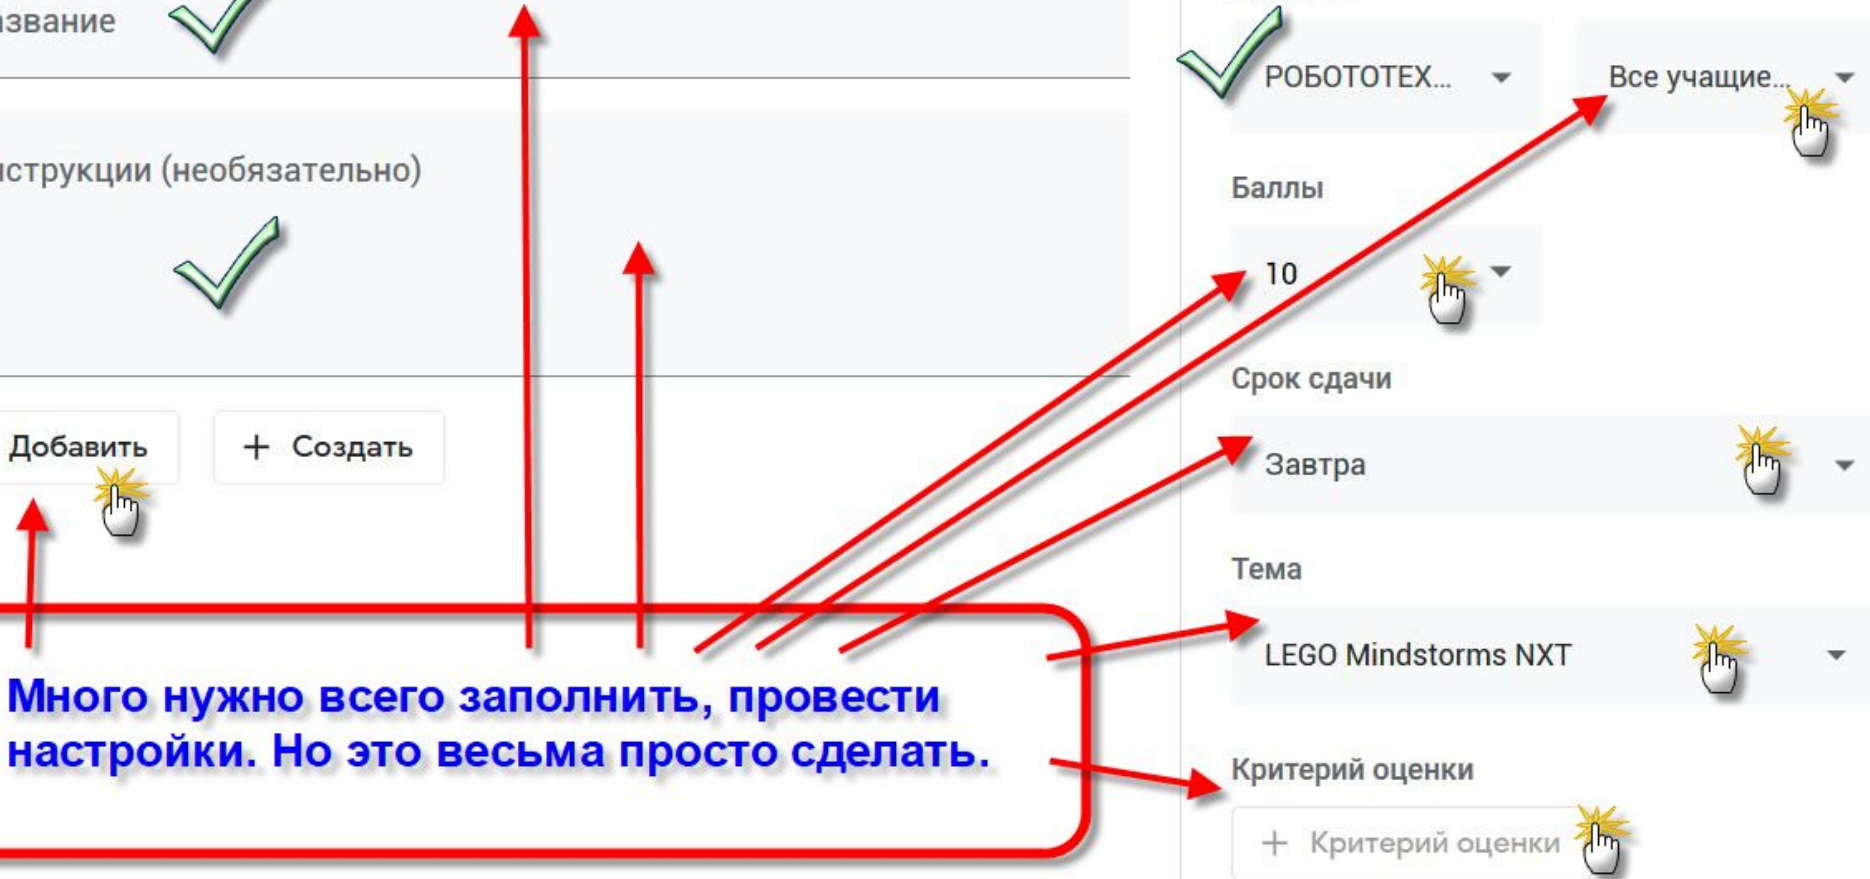 азвание
струкции (необязательно)
Добавить
+ Создать
Много нужно всего заполнить, провести
настройки. Но это весьма просто сделать.
РОБОТОТЕХ...
Все учащие...
Баллы
10
Срок сдачи
Завтра
Тема
LEGO Mindstorms NXT
Критерий оценки
+ Критерий оценки